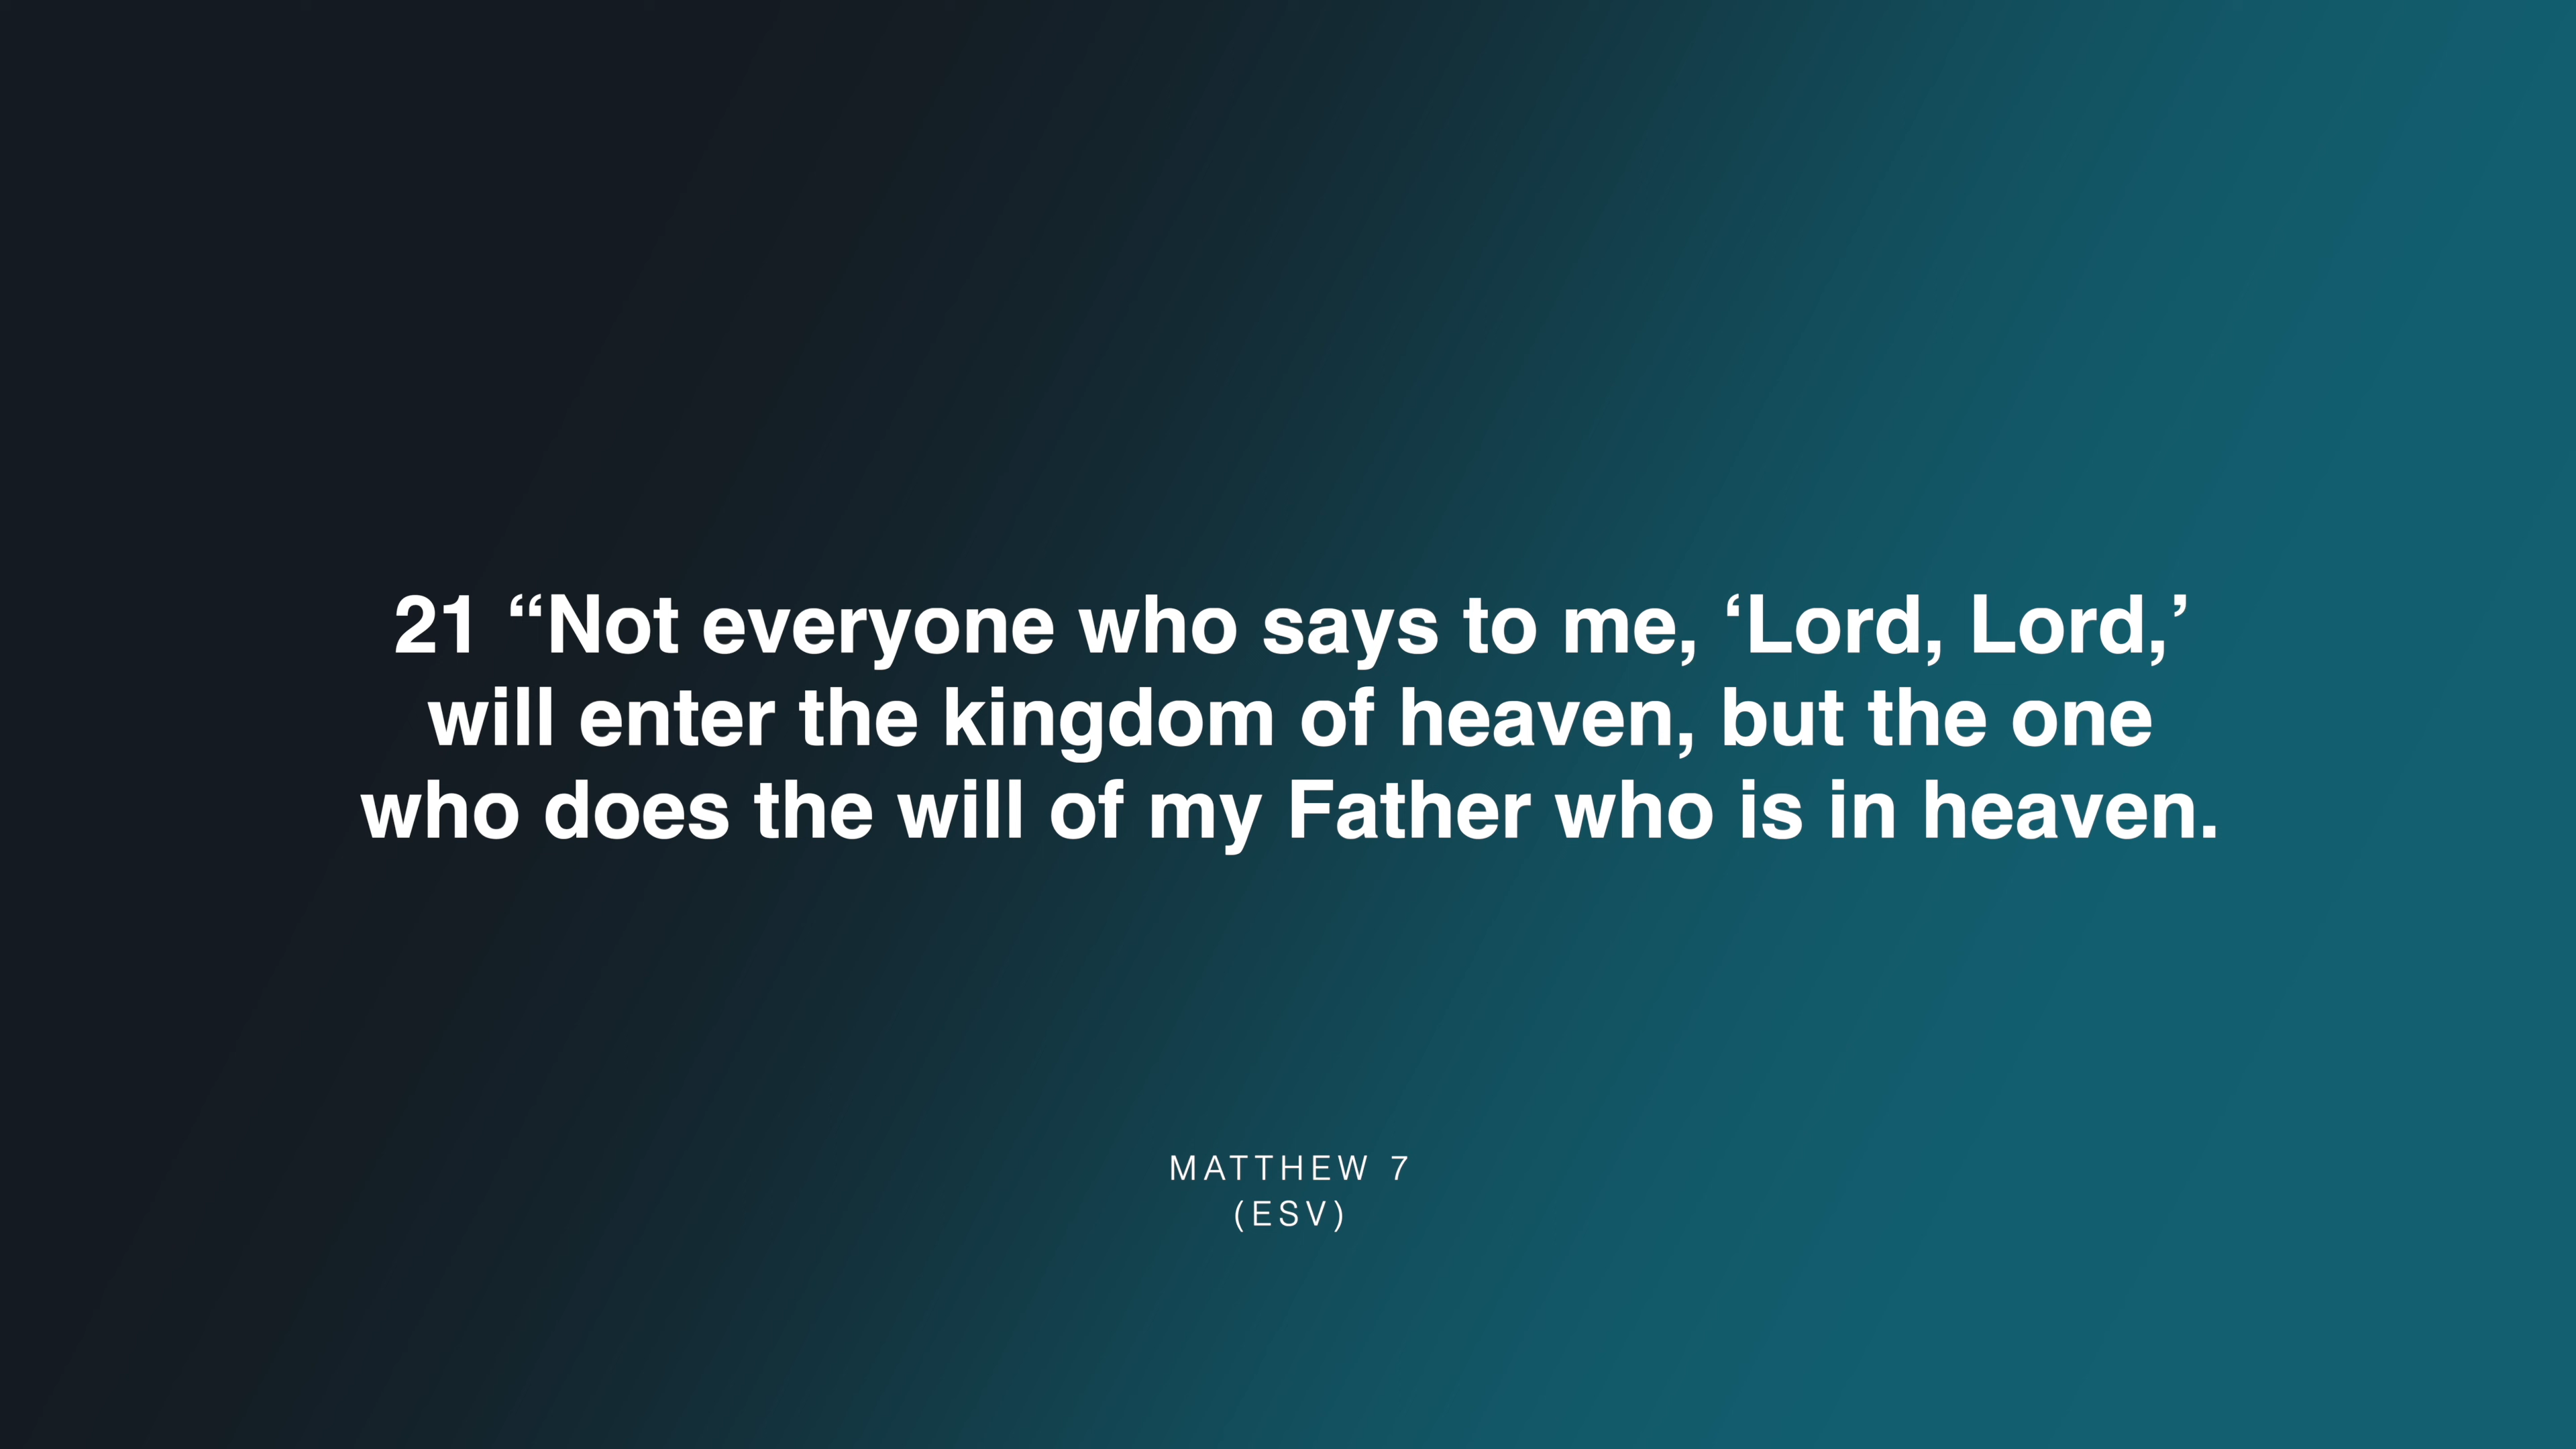 21 “Not everyone who says to me, ‘Lord, Lord,’
will enter the kingdom of heaven, but the one
who does the will of my Father who is in heaven.
MATTHEW 7
(ESV)